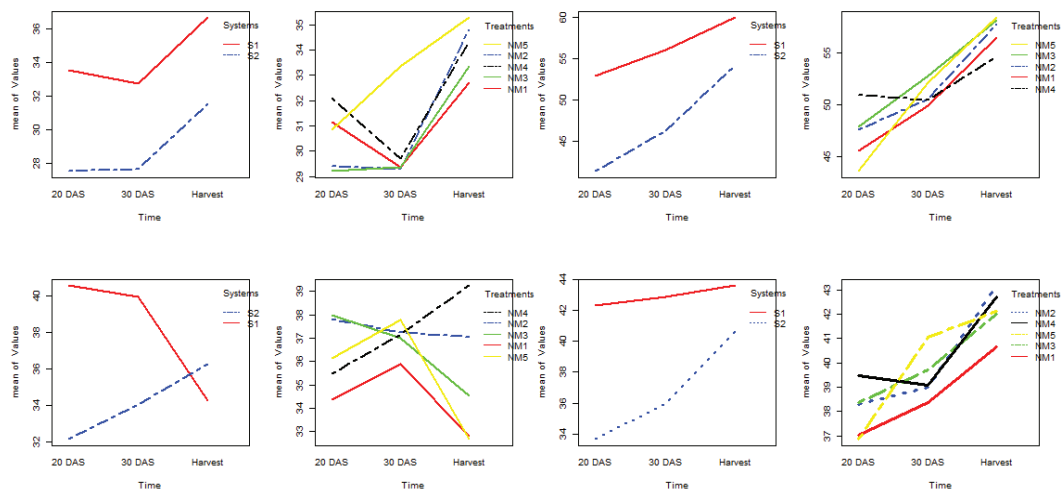 mean of Values
28 30 32 34 36
20 DAS 30 DAS Harvest
Time
Systems
S1
S2
mean of Values
29 30 31 32 33 34 35
20 DAS 30 DAS Harvest
Time
Treatments
NM5
NM2
NM4
NM3
NM1
mean of Values
45 50 55 60
20 DAS 30 DAS Harvest
Time
Systems
S1
S2
mean of Values
45 50 55
20 DAS 30 DAS Harvest
Time
Treatments
NM5
NM3
NM2
NM1
NM4
mean of Values
32 34 36 38 40
20 DAS 30 DAS Harvest
Time
Systems
S2
S1
mean of Values
33 34 35 36 37 38 39
20 DAS 30 DAS Harvest
Time
Treatments
NM4
NM2
NM3
NM1
NM5
mean of Values
34 36 38 40 42 44
20 DAS 30 DAS Harvest
Time
Systems
S1
S2
mean of Values
37 38 39 40 41 42 43
20 DAS 30 DAS Harvest
Time
Treatments
NM2
NM4
NM5
NM3
NM1